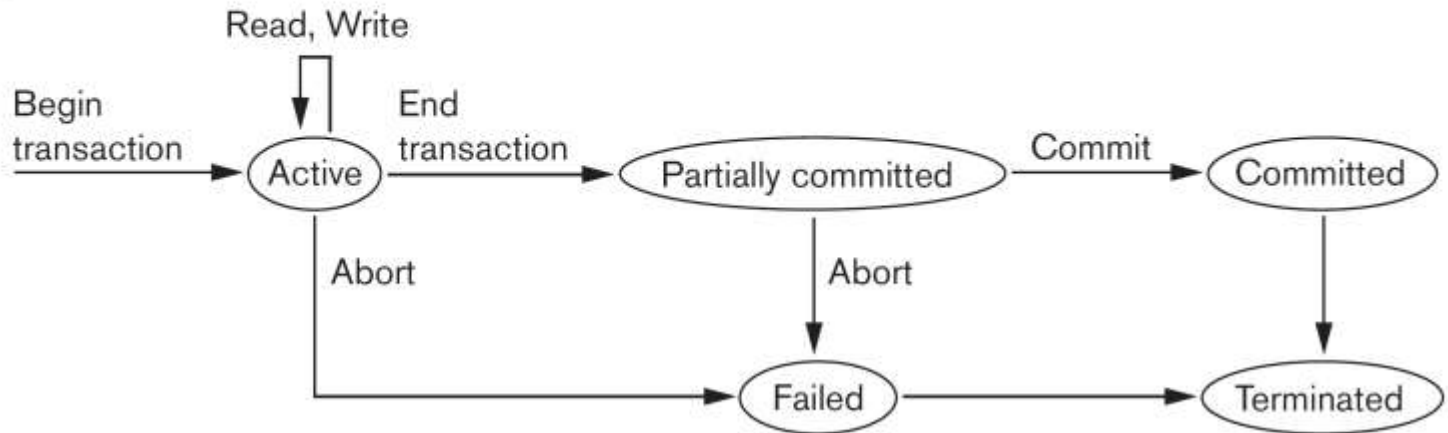 Read, Write
Begin
transaction
End
transaction
Active
Partially committed
Commit
Committed
Abort
Abort
Failed
Terminated